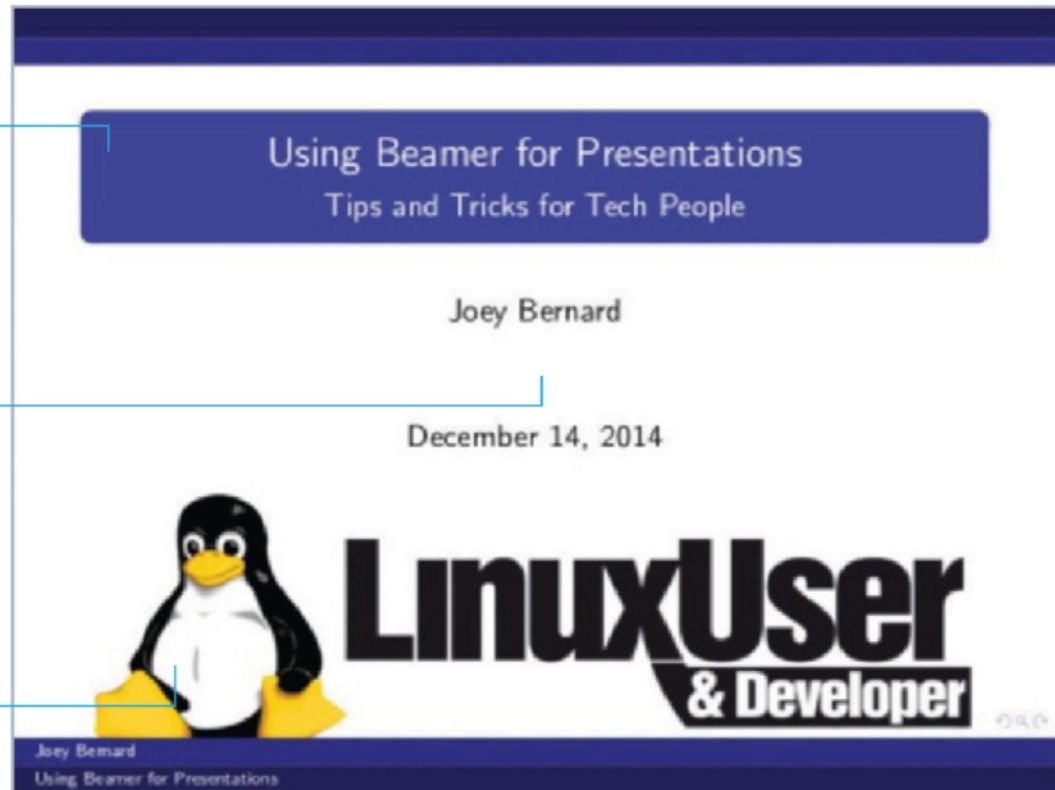 Using Beamer for Presentations
Tips and Tricks for Tech People
Joey Bernard
December 14, 2014
LinuxUser
& Developer
Joey Bernard
Using Beamer for Presentations